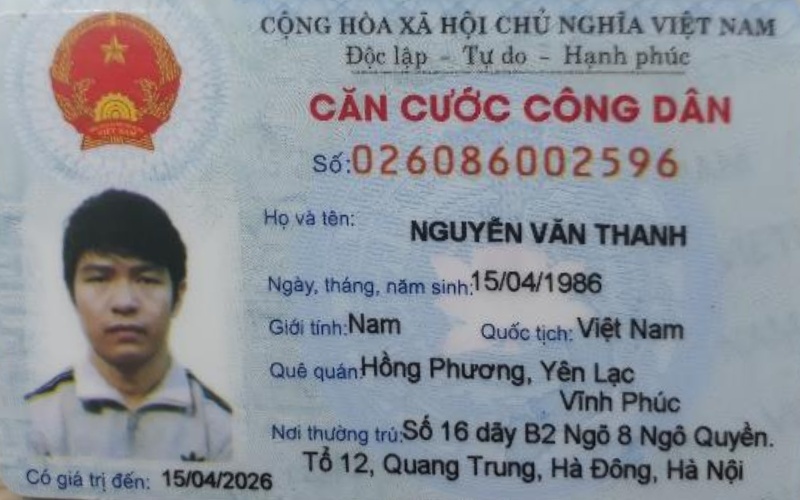 CỘNG HÒA XÃ HỘI CHỦ NGHĨA VIỆT NAM
Độc lập - Tự do - Hạnh phúc
CĂN CƯỚC CÔNG DÂN
Số: 026086002596
Họ và tên: NGUYỄN VĂN THANH
Ngày, tháng, năm sinh: 15/04/1986
Giới tính: Nam Quốc tịch: Việt Nam
Quê quán: Hồng Phương, Yên Lạc
Vĩnh Phúc
Nơi thường trú: Số 16 dãy B2 Ngõ 8 Ngô Quyền.
Tổ 12, Quang Trung, Hà Đông, Hà Nội
Có giá trị đến: 15/04/2026